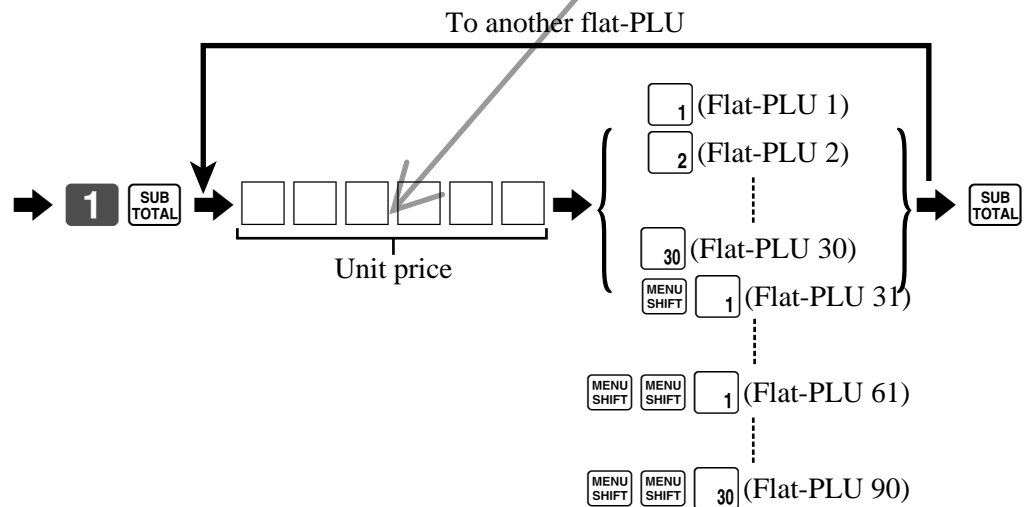 To another flat-PLU
1 (Flat-PLU 1)
2 (Flat-PLU 2)
1 SUB TOTAL
SUB TOTAL
Unit price
30 (Flat-PLU 30)
MENU SHIFT 1 (Flat-PLU 31)
MENU SHIFT MENU SHIFT 1 (Flat-PLU 61)
MENU SHIFT MENU SHIFT 30 (Flat-PLU 90)